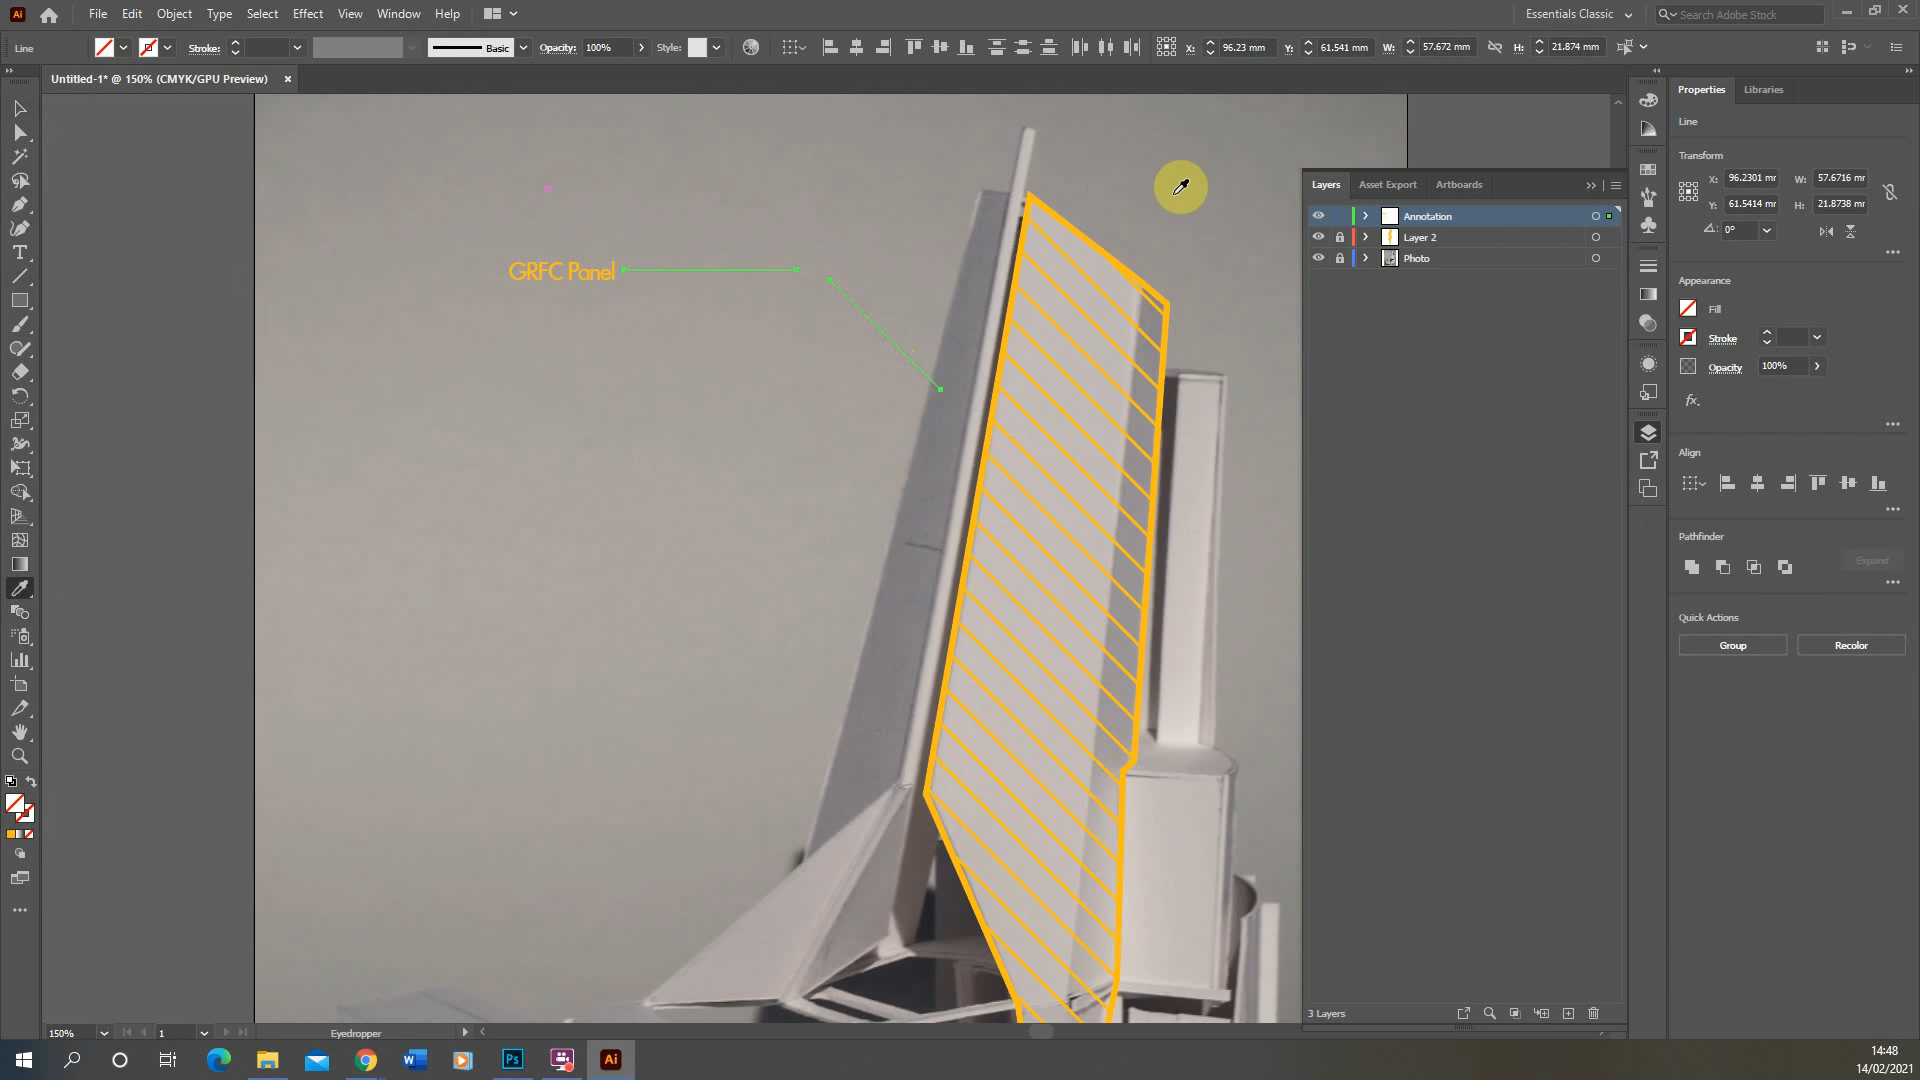 Ai File Edit Object Type Select Effect View Window Help Essentials Classic Search Adobe Stock
Line Stroke: Basic Opacity: 100% Style: X: 96.23 mm Y: 61.541 mm W: 57.672 mm H: 21.874 mm
Untitled-1* @ 150% (CMYK/GPU Preview)
Properties Libraries
Line
Transform
X: 96.2301 mr W: 57.6716 mr
Y: 61.5414 mr H: 21.8738 mr
0°
Layers Asset Export Artboards
Annotation
Layer 2
Photo
GRFC Panel
Appearance
Fill
Stroke
Opacity 100%
fx.
Align
Pathfinder
Expand
Quick Actions
Group Recolor
3 Layers
150% 1 Eyedropper
Ps Ai
14:48
14/02/2021